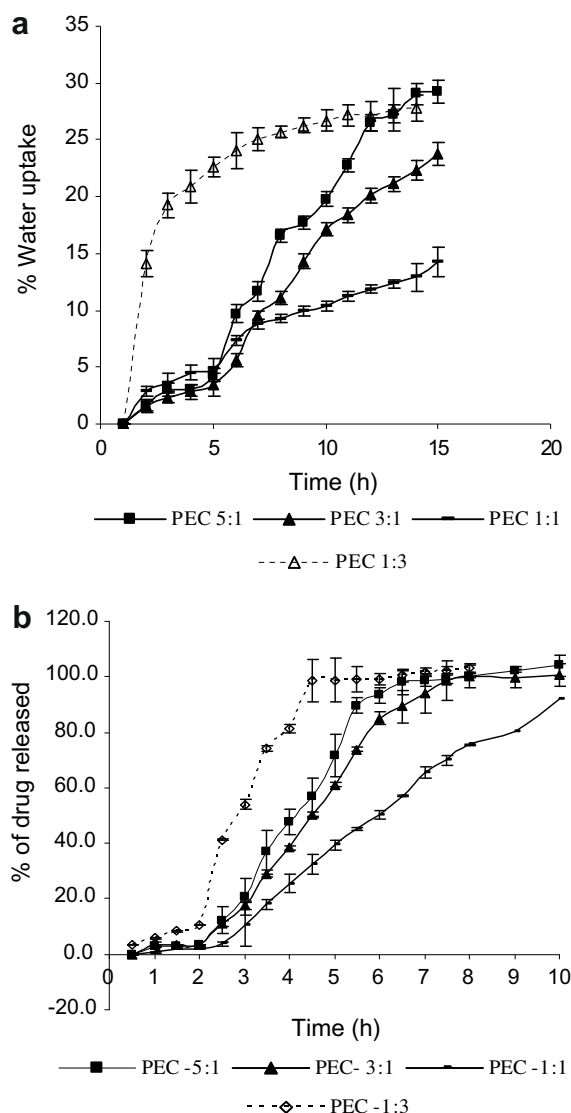 a
35
30
25
20
15
10
5
0
% Water uptake
0 5 10 15 20
Time (h)
PEC 5:1 PEC 3:1 PEC 1:1
PEC 1:3
b
120.0
100.0
80.0
60.0
40.0
20.0
0.0
-20.0
% of drug released
0 1 2 3 4 5 6 7 8 9 10
Time (h)
PEC -5:1 PEC- 3:1 PEC -1:1
PEC -1:3